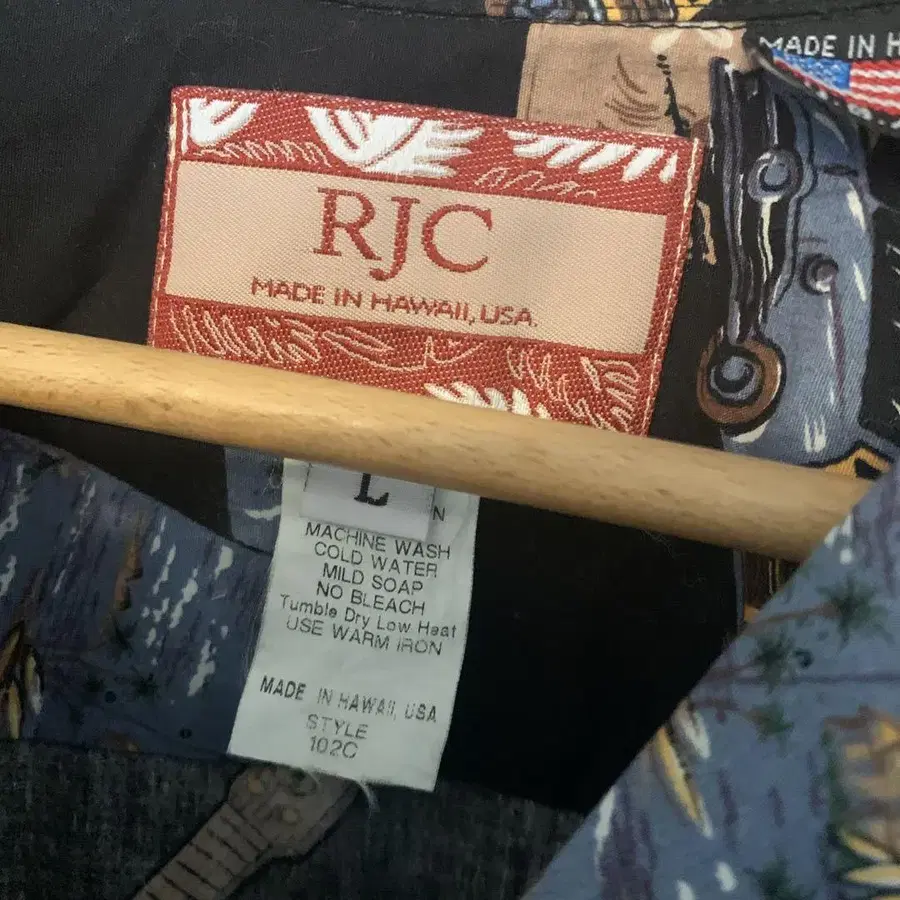 MADE IN H
RJC
MADE IN HAWAII, USA.
L
N
MACHINE WASH
COLD WATER
MILD SOAP
NO BLEACH
Tumble Dry Low Heat
USE WARM IRON
MADE IN HAWAII, USA
STYLE
102C